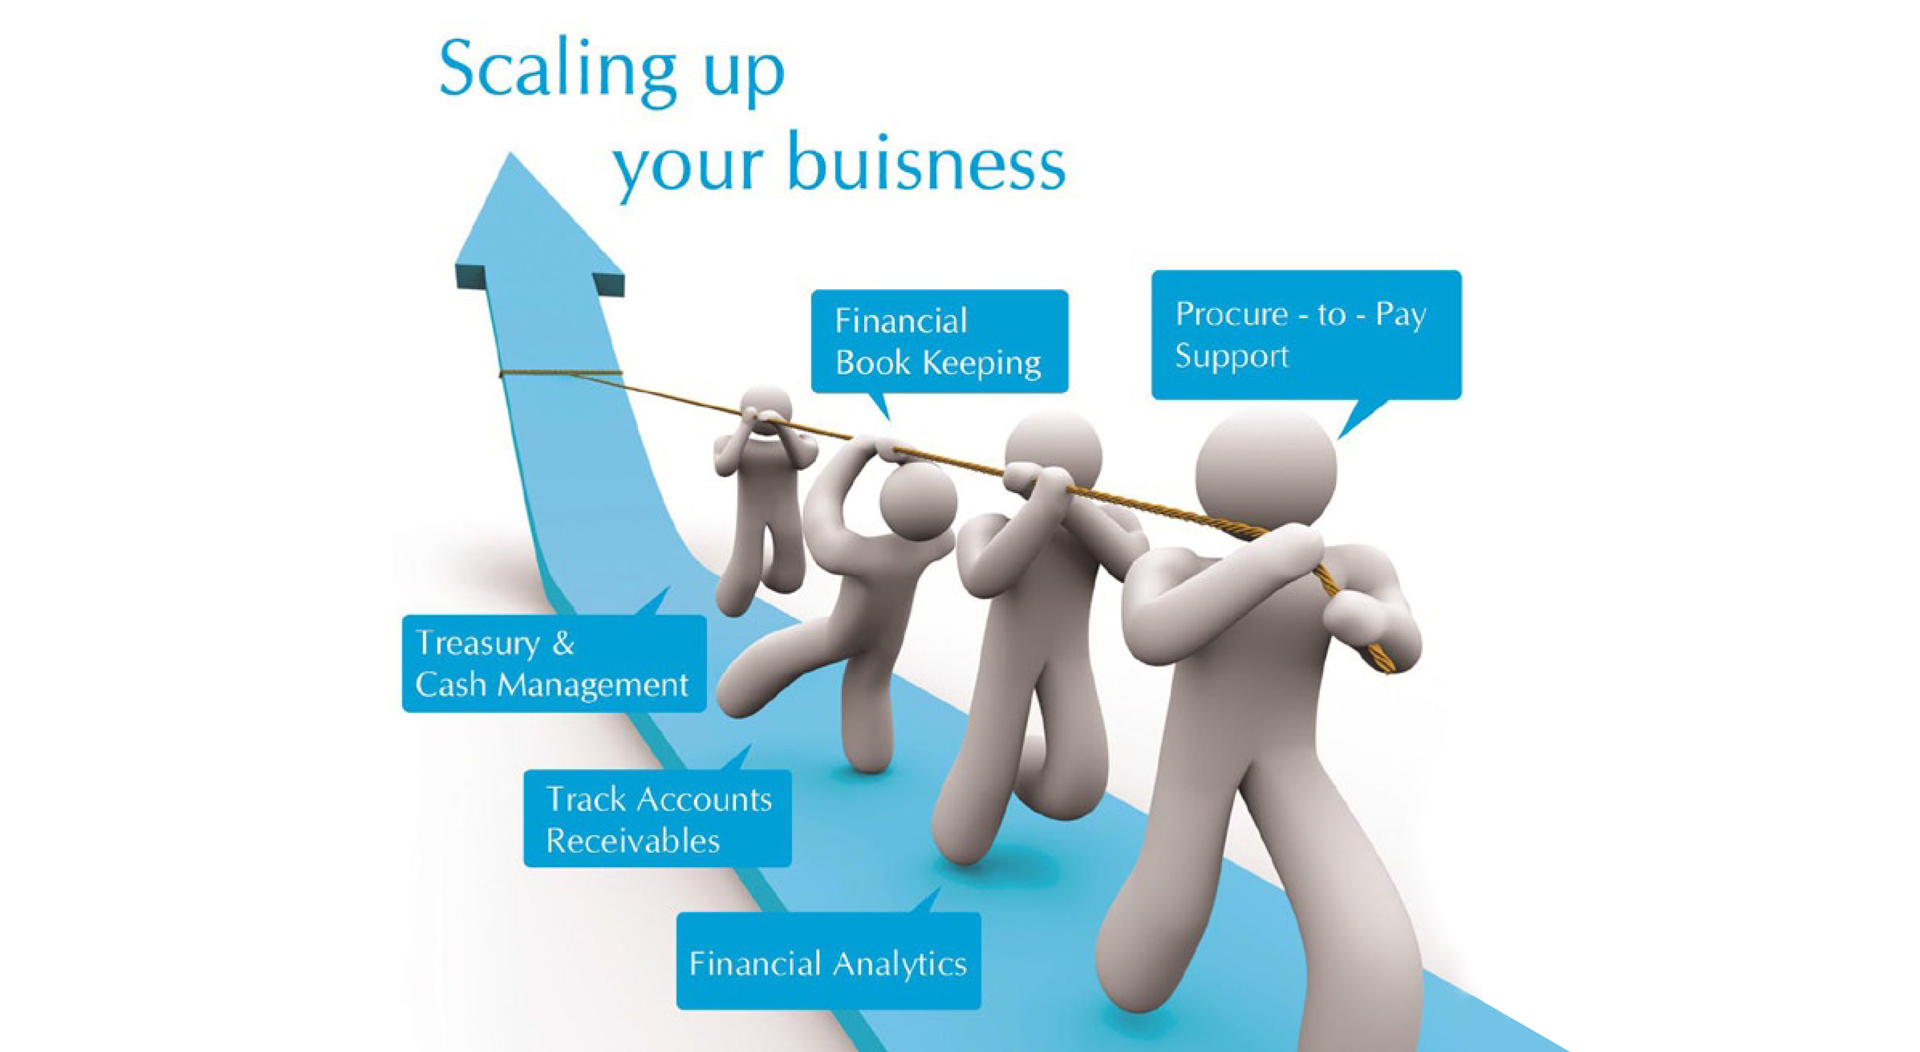 Scaling up
your buisness
Financial
Book Keeping
Procure - to - Pay
Support
Treasury &
Cash Management
Track Accounts
Receivables
Financial Analytics